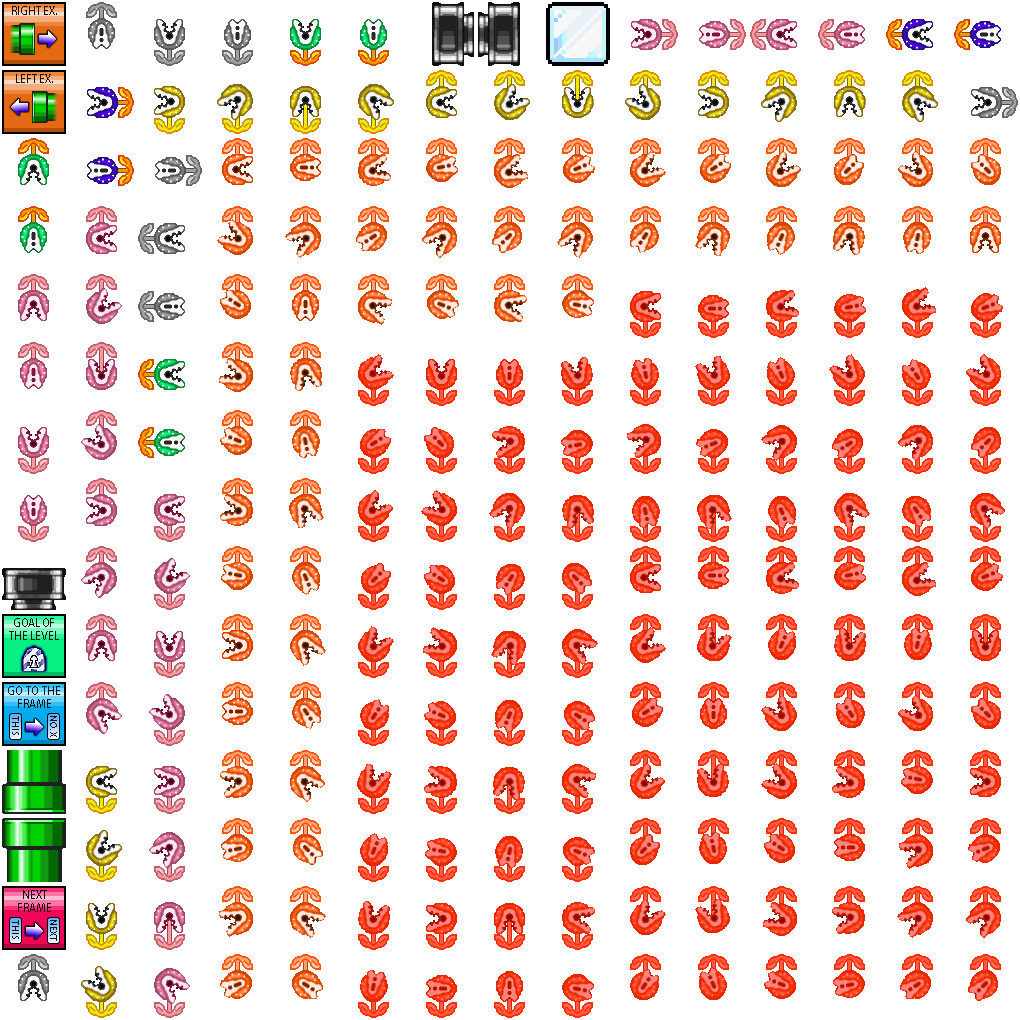 RIGHT EX.
LEFT EX.
GOAL OF
THE LEVEL
GO TO THE
FRAME
THIS
NO.X
NEXT
FRAME
THIS
NEXT